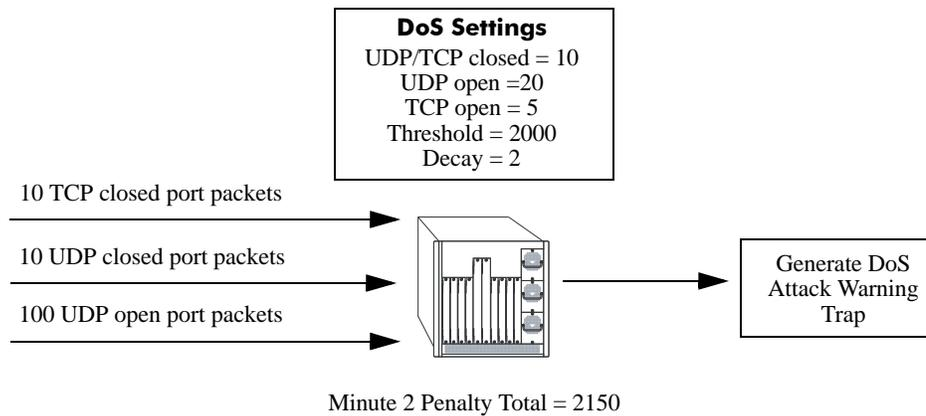 DoS Settings
UDP/TCP closed = 10
UDP open =20
TCP open = 5
Threshold = 2000
Decay = 2
10 TCP closed port packets
10 UDP closed port packets
100 UDP open port packets
Generate DoS
Attack Warning
Trap
Minute 2 Penalty Total = 2150